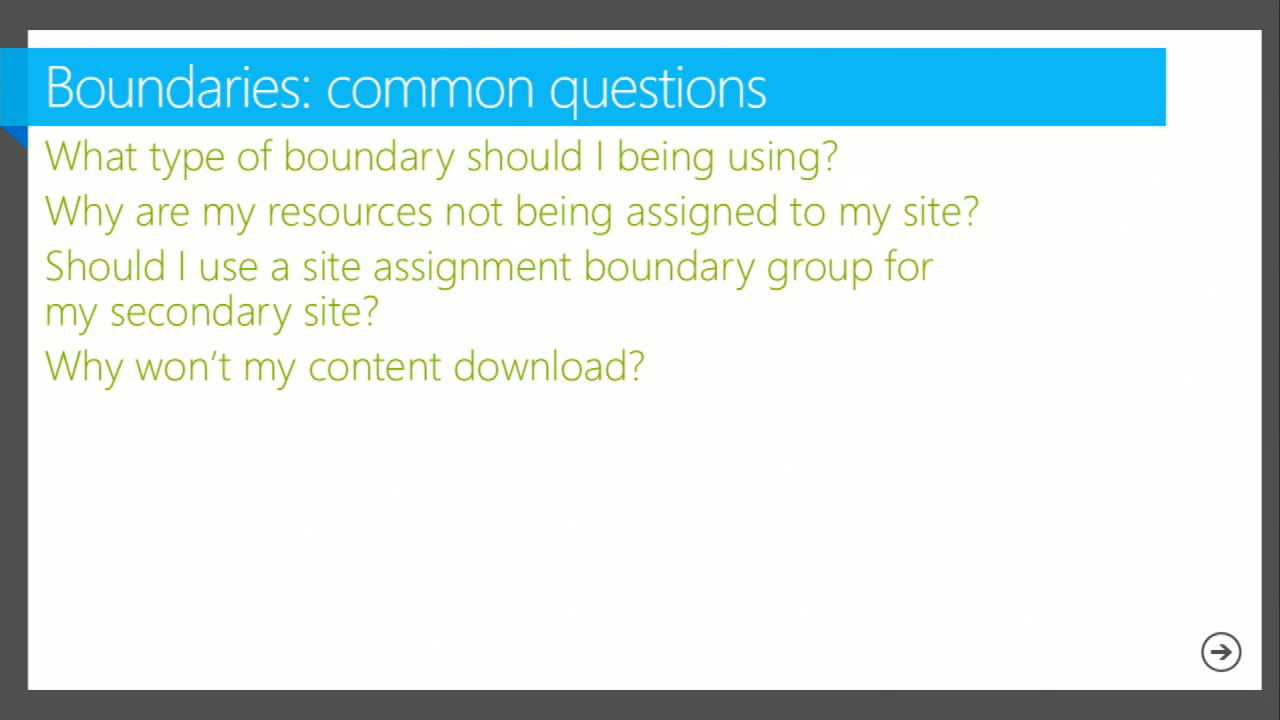 Boundaries: common questions
What type of boundary should I being using?
Why are my resources not being assigned to my site?
Should I use a site assignment boundary group for
my secondary site?
Why won't my content download?